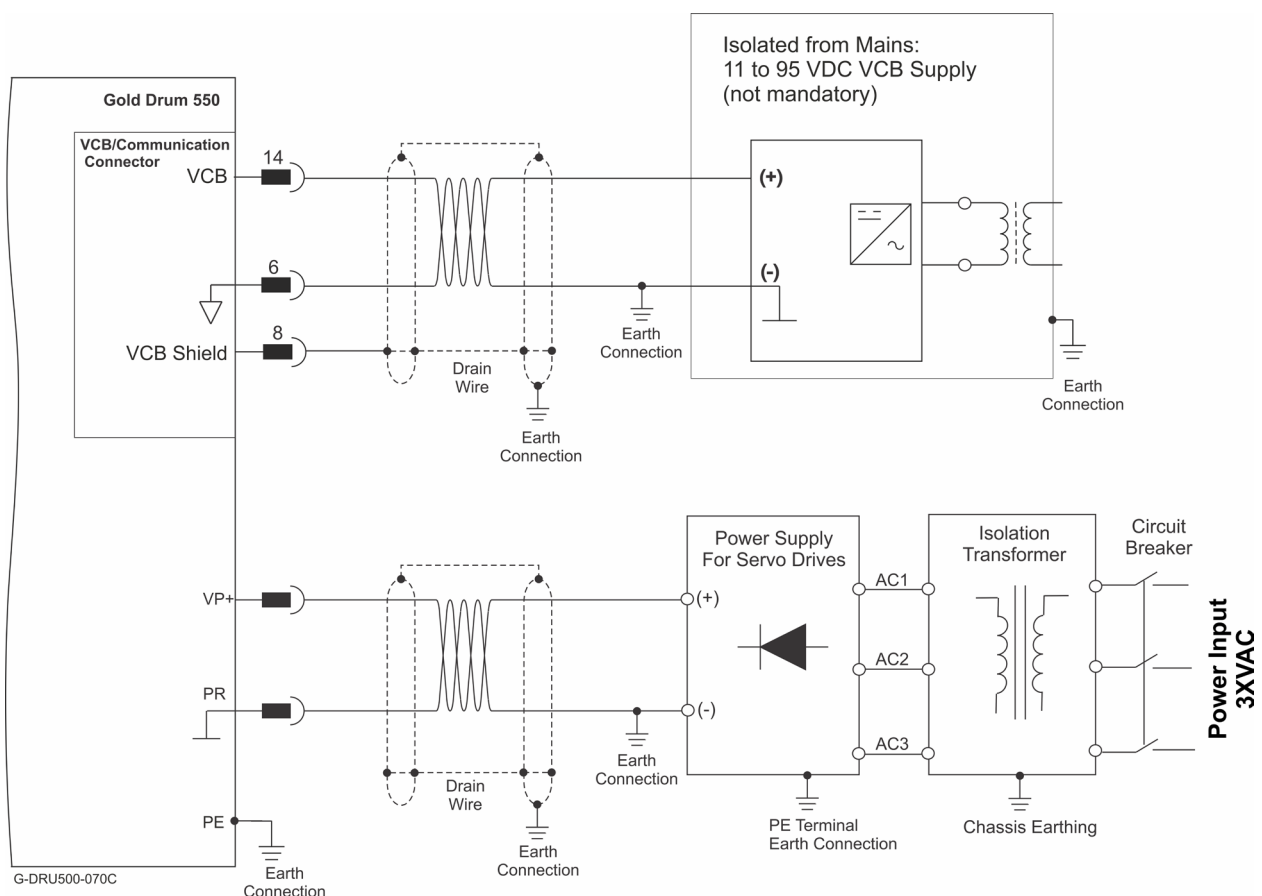 Isolated from Mains:
11 to 95 VDC VCB Supply
(not mandatory)
Gold Drum 550
VCB/Communication
Connector
VCB
14
(+)
6
(-)
8
VCB Shield
Drain
Wire
Earth
Connection
Earth
Connection
Earth
Connection
Power Supply
For Servo Drives
Isolation
Transformer
Circuit
Breaker
VP+
(+)
AC1
AC2
AC3
PR
(-)
Power Input
3XVAC
Drain
Wire
Earth
Connection
PE
Earth
Connection
PE Terminal
Earth Connection
Chassis Earthing
Earth
Connection
G-DRU500-070C